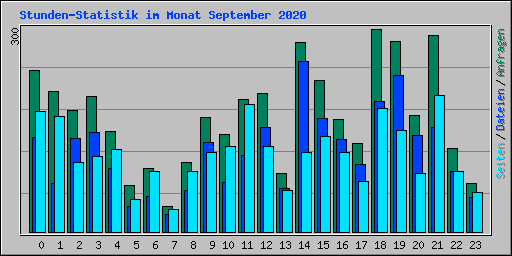 Stunden-Statistik im Monat September 2020
300
Seiten / Dateien / Anfragen
0 1 2 3 4 5 6 7 8 9 10 11 12 13 14 15 16 17 18 19 20 21 22 23